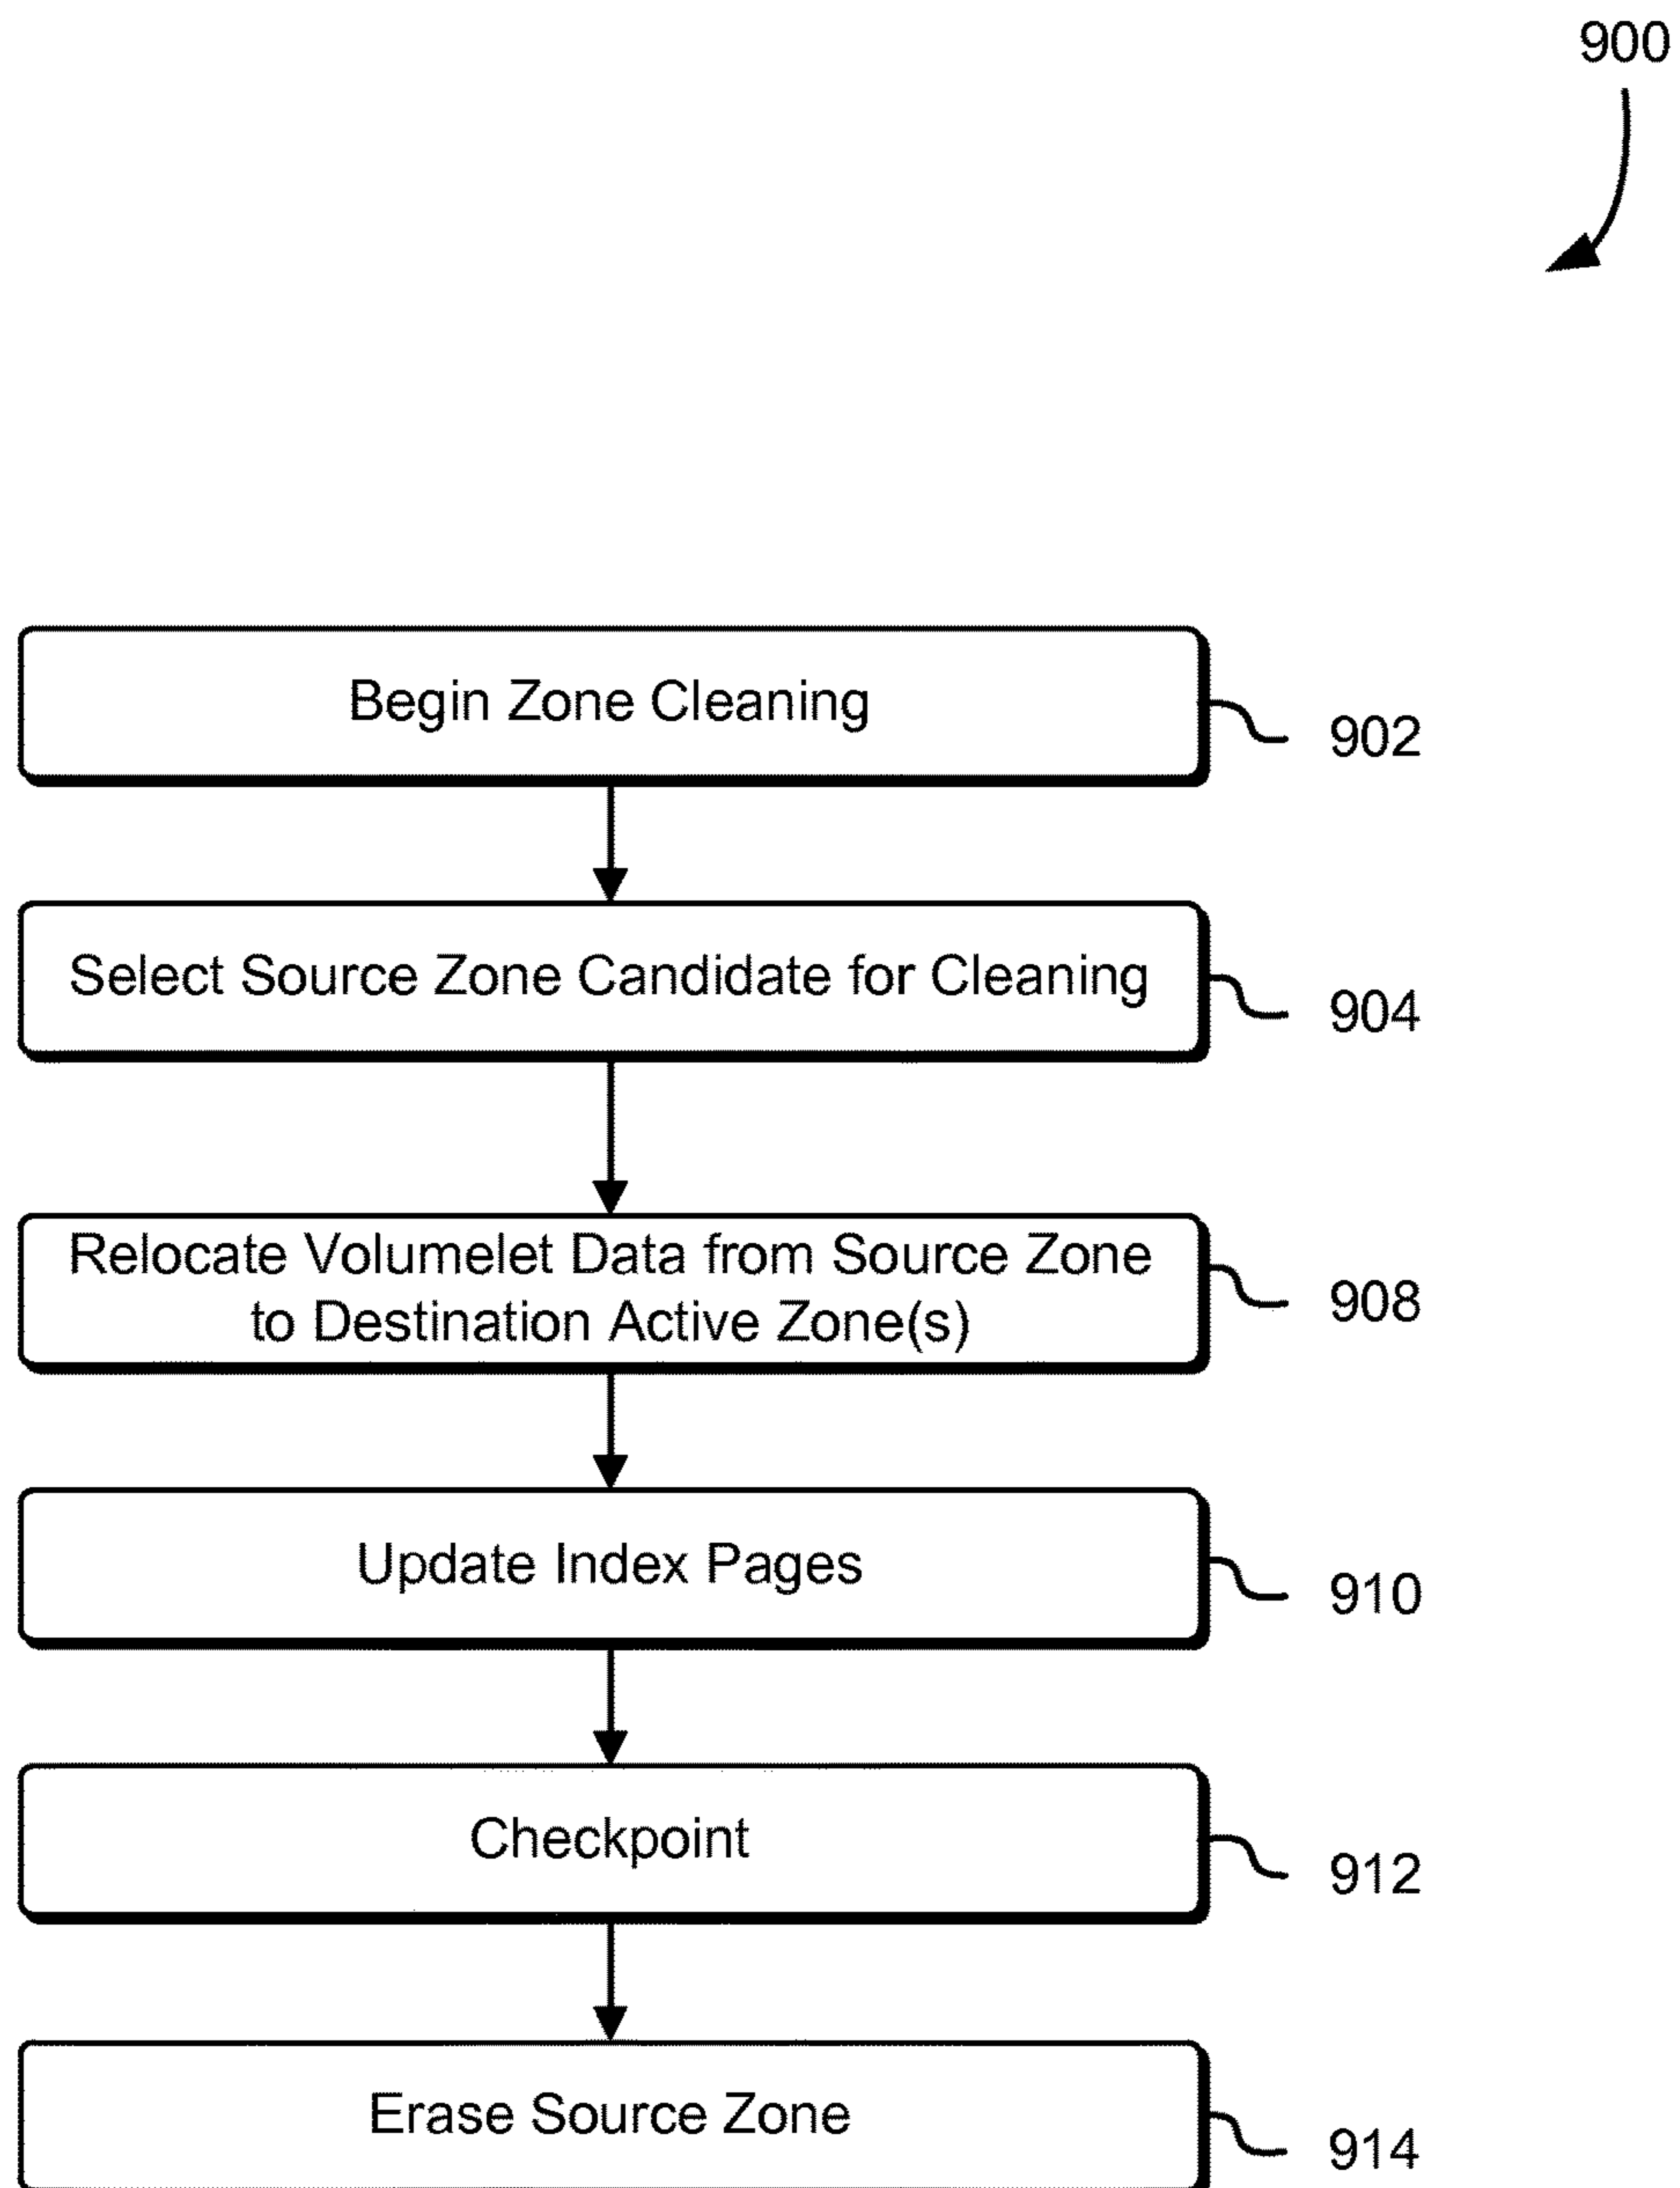 900
Begin Zone Cleaning
902
Select Source Zone Candidate for Cleaning
904
Relocate Volumelet Data from Source Zone
to Destination Active Zone(s)
908
Update Index Pages
910
Checkpoint
912
Erase Source Zone
914